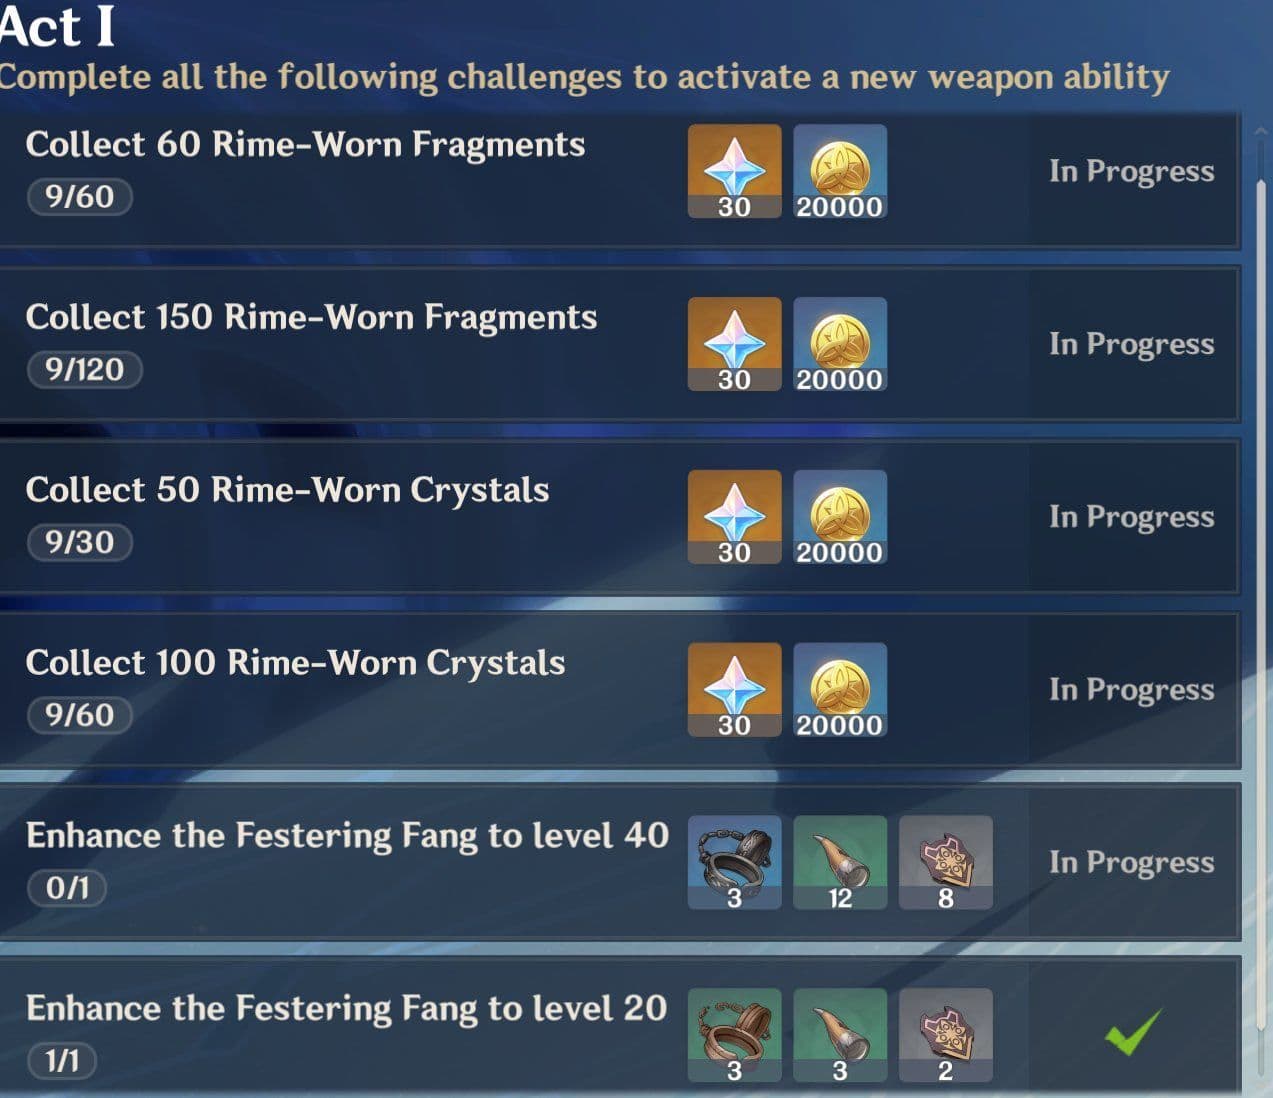 Act I
Complete all the following challenges to activate a new weapon ability
Collect 60 Rime-Worn Fragments
9/60
30
20000
In Progress
Collect 150 Rime-Worn Fragments
9/120
30
20000
In Progress
Collect 50 Rime-Worn Crystals
9/30
30
20000
In Progress
Collect 100 Rime-Worn Crystals
9/60
30
20000
In Progress
Enhance the Festering Fang to level 40
0/1
3
12
8
In Progress
Enhance the Festering Fang to level 20
1/1
3
3
2